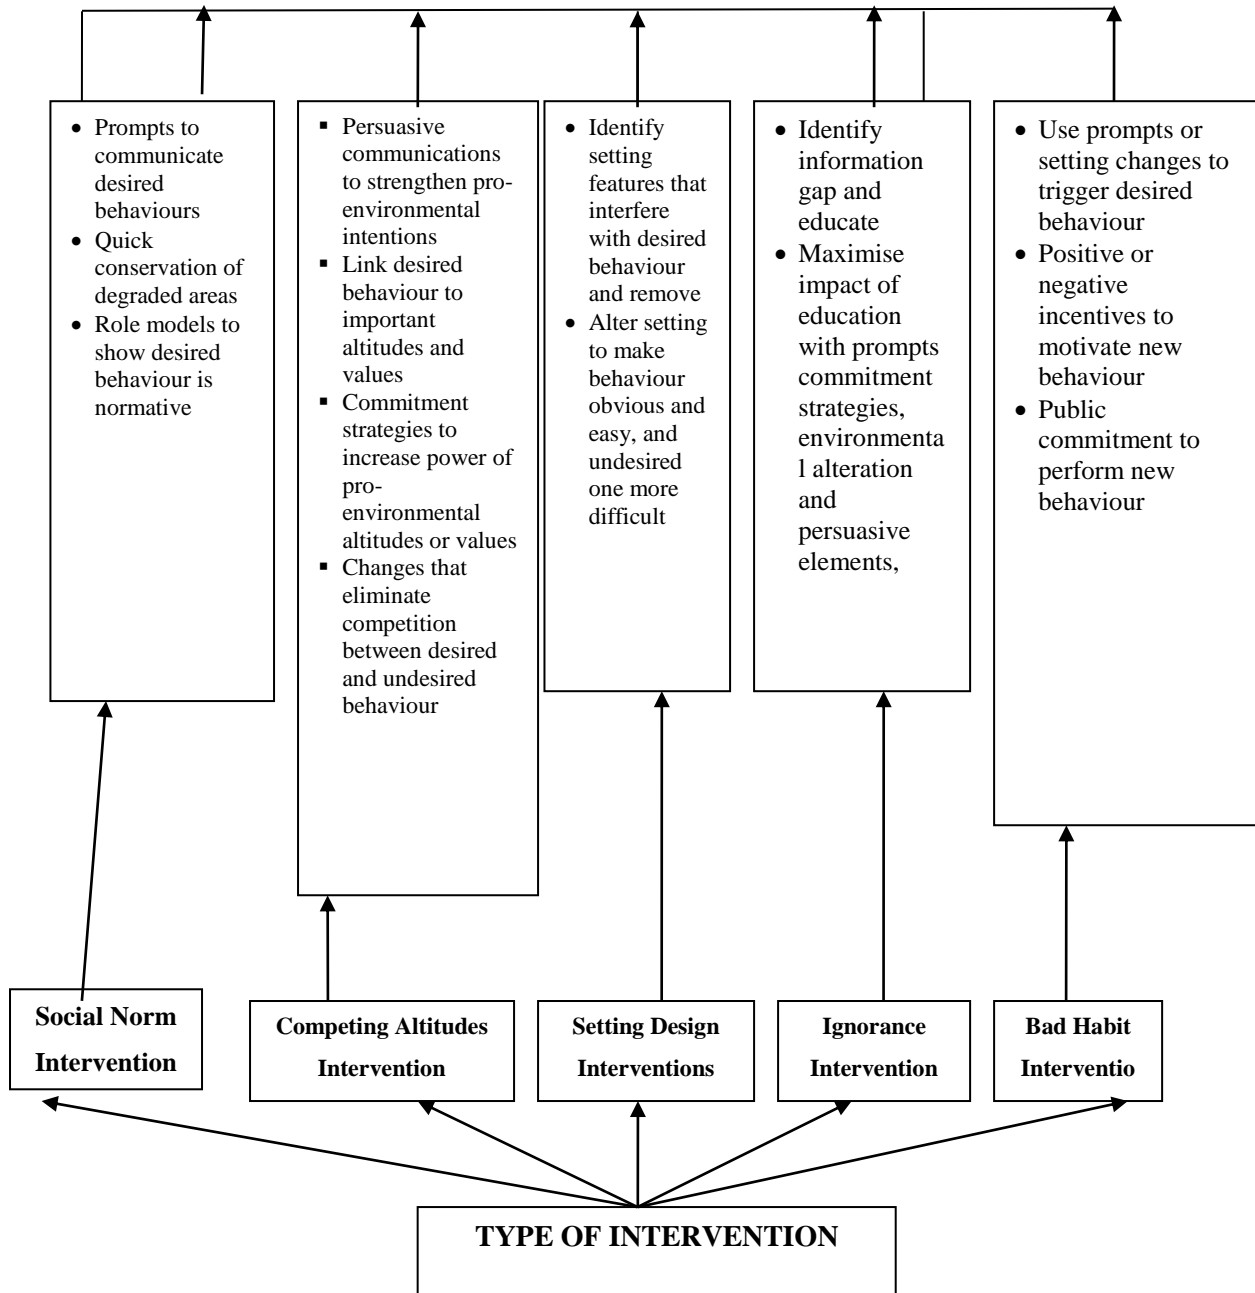 • Prompts to
communicate
desired
behaviours
• Quick
conservation of
degraded areas
• Role models to
show desired
behaviour is
normative
▪ Persuasive
communications
to strengthen pro-
environmental
intentions
▪ Link desired
behaviour to
important
altitudes and
values
▪ Commitment
strategies to
increase power of
pro-
environmental
altitudes or values
▪ Changes that
eliminate
competition
between desired
and undesired
behaviour
• Identify
setting
features that
interfere
with desired
behaviour
and remove
• Alter setting
to make
behaviour
obvious and
easy, and
undesired
one more
difficult
• Identify
information
gap and
educate
• Maximise
impact of
education
with prompts
commitment
strategies,
environmenta
l alteration
and
persuasive
elements,
• Use prompts or
setting changes to
trigger desired
behaviour
• Positive or
negative
incentives to
motivate new
behaviour
• Public
commitment to
perform new
behaviour
Social Norm
Intervention
Competing Altitudes
Intervention
Setting Design
Interventions
Ignorance
Intervention
Bad Habit
Interventio
TYPE OF INTERVENTION